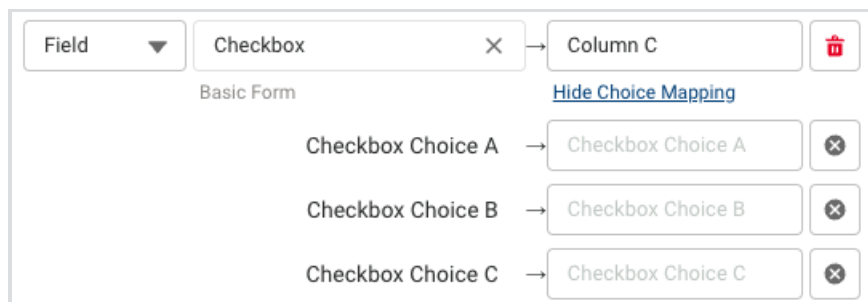 Field Checkbox → Column C
Basic Form Hide Choice Mapping
Checkbox Choice A → Checkbox Choice A
Checkbox Choice B → Checkbox Choice B
Checkbox Choice C → Checkbox Choice C